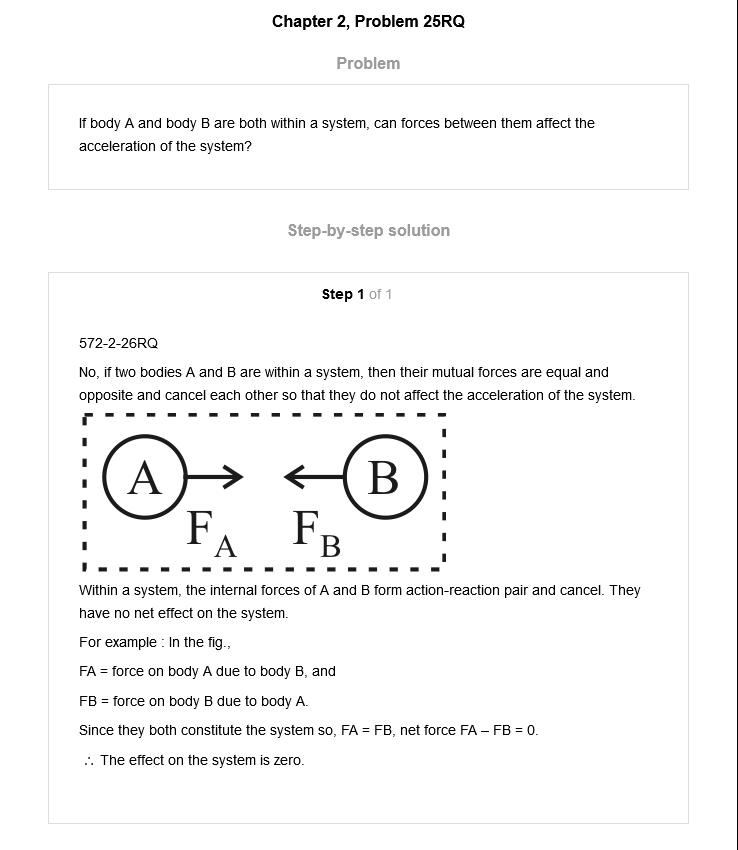 Chapter 2, Problem 25RQ
Problem
If body A and body B are both within a system, can forces between them affect the
acceleration of the system?
Step-by-step solution
Step 1 of 1
572-2-26RQ
No, if two bodies A and B are within a system, then their mutual forces are equal and
opposite and cancel each other so that they do not affect the acceleration of the system.
A B
FA FB
Within a system, the internal forces of A and B form action-reaction pair and cancel. They
have no net effect on the system.
For example : In the fig.,
FA = force on body A due to body B, and
FB = force on body B due to body A.
Since they both constitute the system so, FA = FB, net force FA – FB = 0.
∴ The effect on the system is zero.